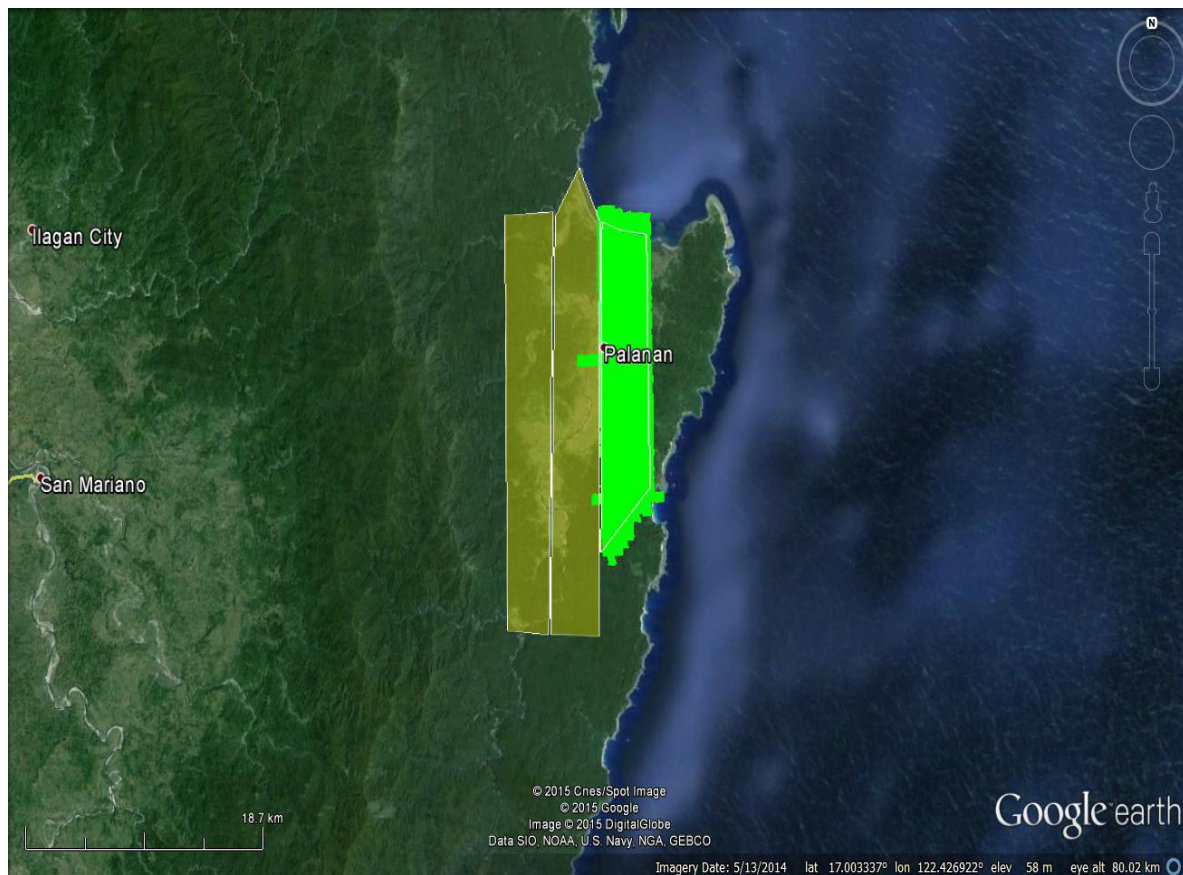 N
Ilagan City
Palanan
San Mariano
18.7 km
© 2015 Cnes/Spot Image
© 2015 Google
Image © 2015 DigitalGlobe
Data SIO, NOAA, U.S. Navy, NGA, GEBCO
Google earth
Imagery Date: 5/13/2014 lat 17.003337° lon 122.426922° elev 58 m eye alt 80.02 km